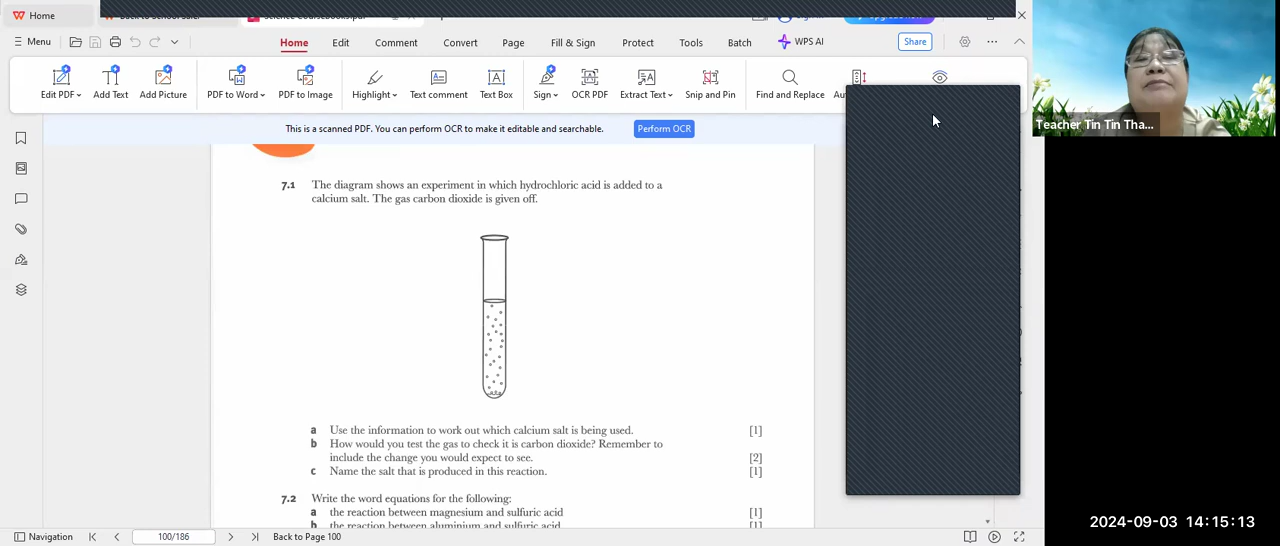 Home
Menu
Home Edit Comment Convert Page Fill & Sign Protect Tools Batch WPS AI
Share
Edit PDF Add Text Add Picture PDF to Word PDF to Image Highlight Text comment Text Box Sign OCR PDF Extract Text Snip and Pin Find and Replace
This is a scanned PDF. You can perform OCR to make it editable and searchable. Perform OCR
Teacher Tin Tin Tha...
7.1 The diagram shows an experiment in which hydrochloric acid is added to a
calcium salt. The gas carbon dioxide is given off.
a Use the information to work out which calcium salt is being used. [1]
b How would you test the gas to check it is carbon dioxide? Remember to
include the change you would expect to see. [2]
c Name the salt that is produced in this reaction. [1]
7.2 Write the word equations for the following:
a the reaction between magnesium and sulfuric acid [1]
b the reaction between aluminium and sulfuric acid
Navigation 100/186 Back to Page 100
2024-09-03 14:15:13